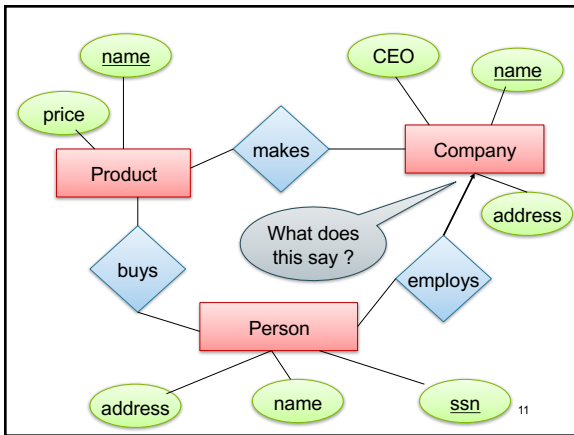 name
CEO
name
price
makes
Company
Product
address
What does
this say ?
buys
employs
Person
address
name
ssn
11